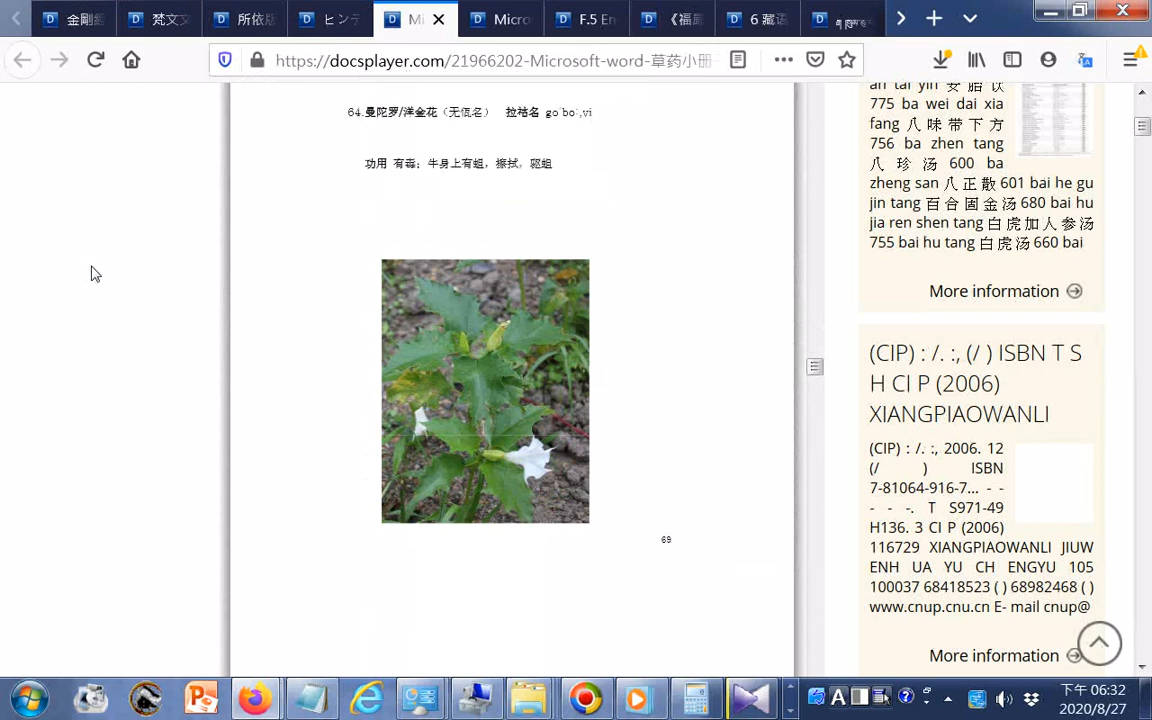 金剛經
梵文文
所依版
ヒンテ
Mi
Micro
F.5 En
《福
6 藏语
https://docsplayer.com/21966202-Microsoft-word-草药小册
64.曼陀罗/洋金花（无佤名） 拉祜名 go bo:,vi
功用 有毒；牛身上有蛆，擦拭，驱蛆
69
an tai yin 安 胎 饮
775 ba wei dai xia
fang 八 味 带 下 方
756 ba zhen tang
八 珍 汤 600 ba
zheng san 八 正 散 601 bai he gu
jin tang 百 合 固 金 汤 680 bai hu
jia ren shen tang 白 虎 加 人 参 汤
755 bai hu tang 白 虎 汤 660 bai
More information
(CIP) : /. :, (/ ) ISBN T S
H CI P (2006)
XIANGPIAOWANLI
(CIP) : /. :, 2006. 12
(/ ) ISBN
7-81064-916-7... - -
- - -. T S971-49
H136. 3 CI P (2006)
116729 XIANGPIAOWANLI JIUW
ENH UA YU CH ENGYU 105
100037 68418523 ( ) 68982468 ( )
www.cnup.cnu.cn E- mail cnup@
More information
下午 06:32
2020/8/27